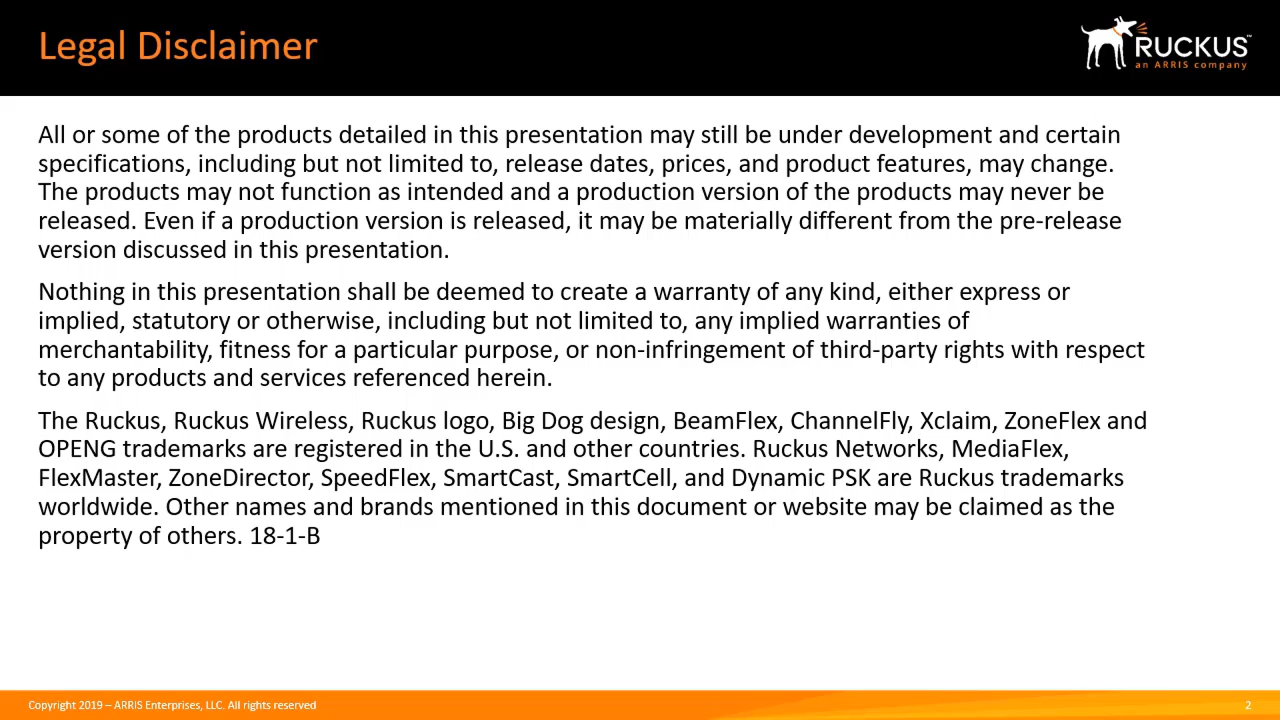 Legal Disclaimer
RUCKUS™
an ARRIS company
All or some of the products detailed in this presentation may still be under development and certain
specifications, including but not limited to, release dates, prices, and product features, may change.
The products may not function as intended and a production version of the products may never be
released. Even if a production version is released, it may be materially different from the pre-release
version discussed in this presentation.
Nothing in this presentation shall be deemed to create a warranty of any kind, either express or
implied, statutory or otherwise, including but not limited to, any implied warranties of
merchantability, fitness for a particular purpose, or non-infringement of third-party rights with respect
to any products and services referenced herein.
The Ruckus, Ruckus Wireless, Ruckus logo, Big Dog design, BeamFlex, ChannelFly, Xclaim, ZoneFlex and
OPENG trademarks are registered in the U.S. and other countries. Ruckus Networks, MediaFlex,
FlexMaster, ZoneDirector, SpeedFlex, SmartCast, SmartCell, and Dynamic PSK are Ruckus trademarks
worldwide. Other names and brands mentioned in this document or website may be claimed as the
property of others. 18-1-B
Copyright 2019 – ARRIS Enterprises, LLC. All rights reserved
2